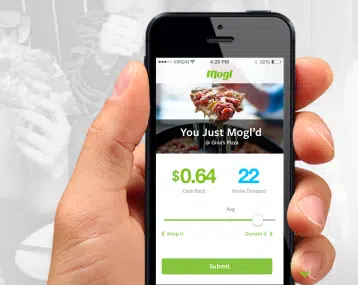 VIRGIN 4:29 PM 22%
Mogl
You Just Mogl'd
@ Gina's Pizza
$0.64 22
Cash Back Meals Donated
Avg
< Keep it Donate it >
Submit